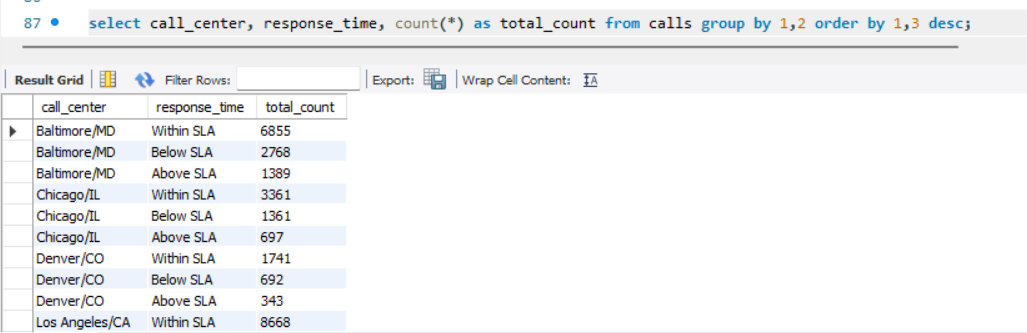 87 select call_center, response_time, count(*) as total_count from calls group by 1,2 order by 1,3 desc;
Result Grid Filter Rows: Export: Wrap Cell Content: IA
call_center response_time total_count
Baltimore/MD Within SLA 6855
Baltimore/MD Below SLA 2768
Baltimore/MD Above SLA 1389
Chicago/IL Within SLA 3361
Chicago/IL Below SLA 1361
Chicago/IL Above SLA 697
Denver/CO Within SLA 1741
Denver/CO Below SLA 692
Denver/CO Above SLA 343
Los Angeles/CA Within SLA 8668